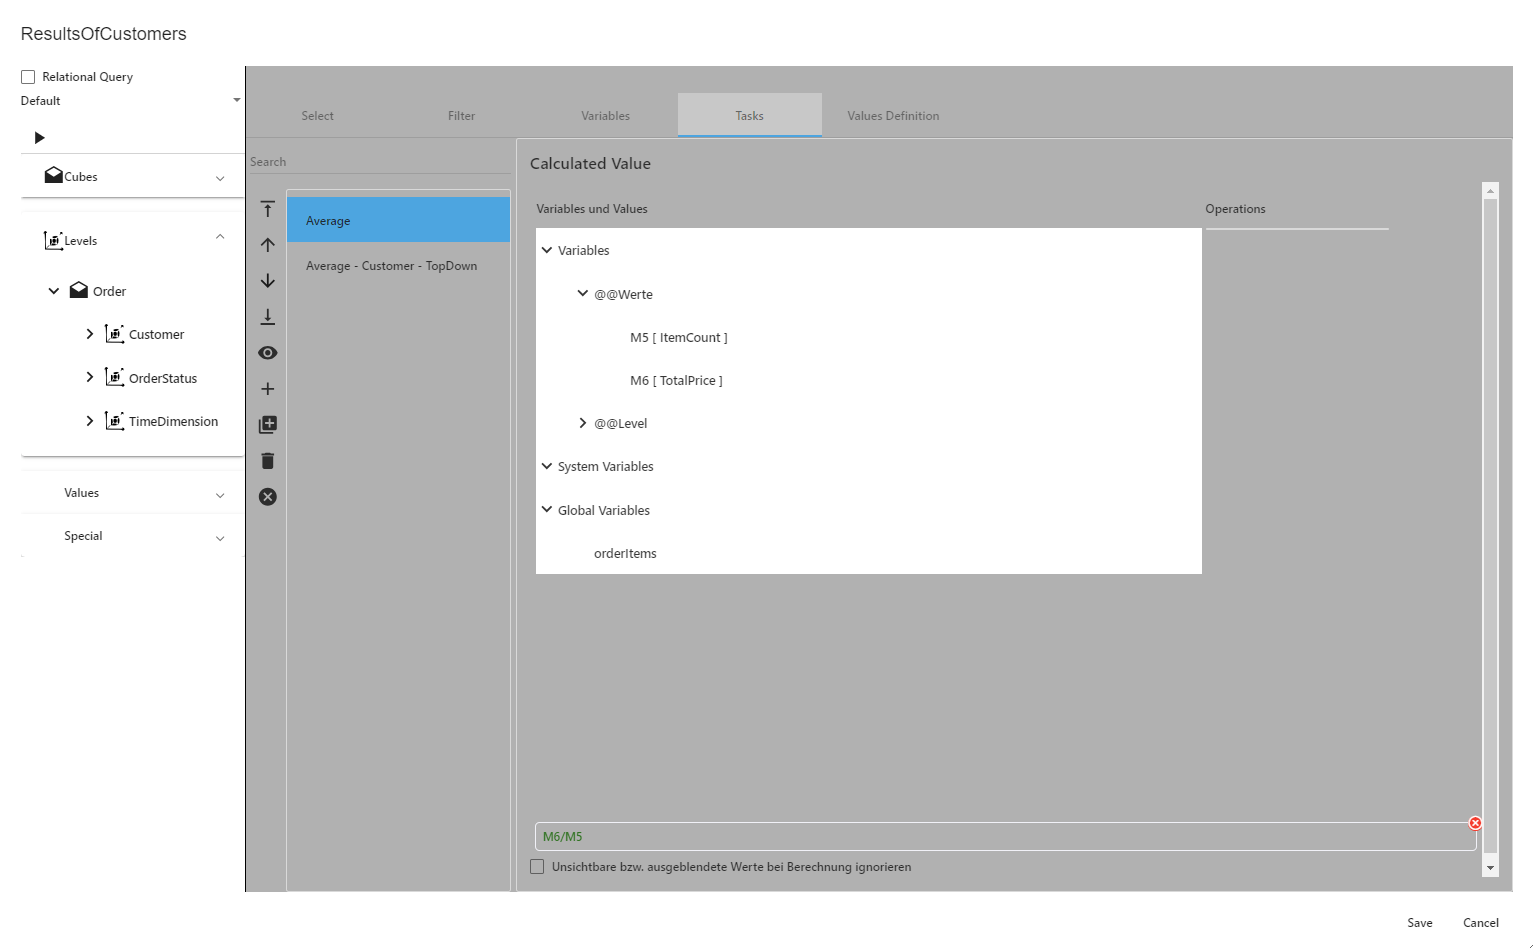 ResultsOfCustomers
Relational Query
Default
Cubes
Levels
Order
Customer
OrderStatus
TimeDimension
Values
Special
Select
Filter
Variables
Tasks
Values Definition
Search
Average
Average - Customer - TopDown
Calculated Value
Variables und Values
Operations
Variables
@@Werte
M5 [ ItemCount ]
M6 [ TotalPrice ]
@@Level
System Variables
Global Variables
orderItems
M6/M5
Unsichtbare bzw. ausgeblendete Werte bei Berechnung ignorieren
Save
Cancel